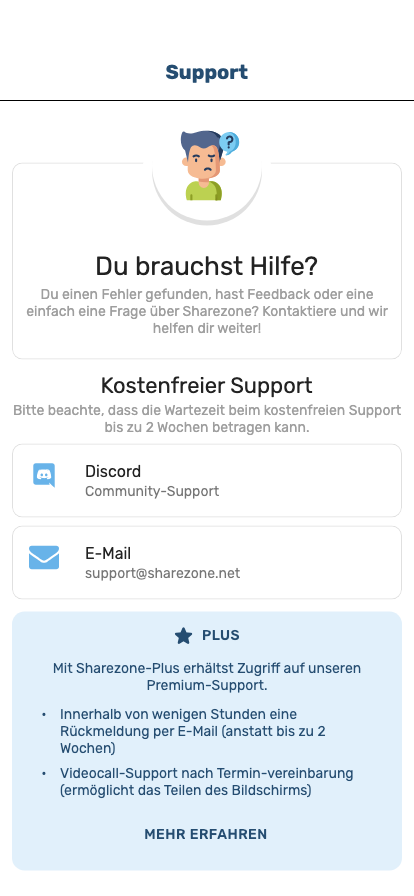 Support
?
Du brauchst Hilfe?
Du einen Fehler gefunden, hast Feedback oder eine
einfach eine Frage über Sharezone? Kontaktiere und wir
helfen dir weiter!
Kostenfreier Support
Bitte beachte, dass die Wartezeit beim kostenfreien Support
bis zu 2 Wochen betragen kann.
Discord
Community-Support
E-Mail
support@sharezone.net
PLUS
Mit Sharezone-Plus erhältst Zugriff auf unseren
Premium-Support.
• Innerhalb von wenigen Stunden eine
Rückmeldung per E-Mail (anstatt bis zu 2
Wochen)
• Videocall-Support nach Termin-vereinbarung
(ermöglicht das Teilen des Bildschirms)
MEHR ERFAHREN